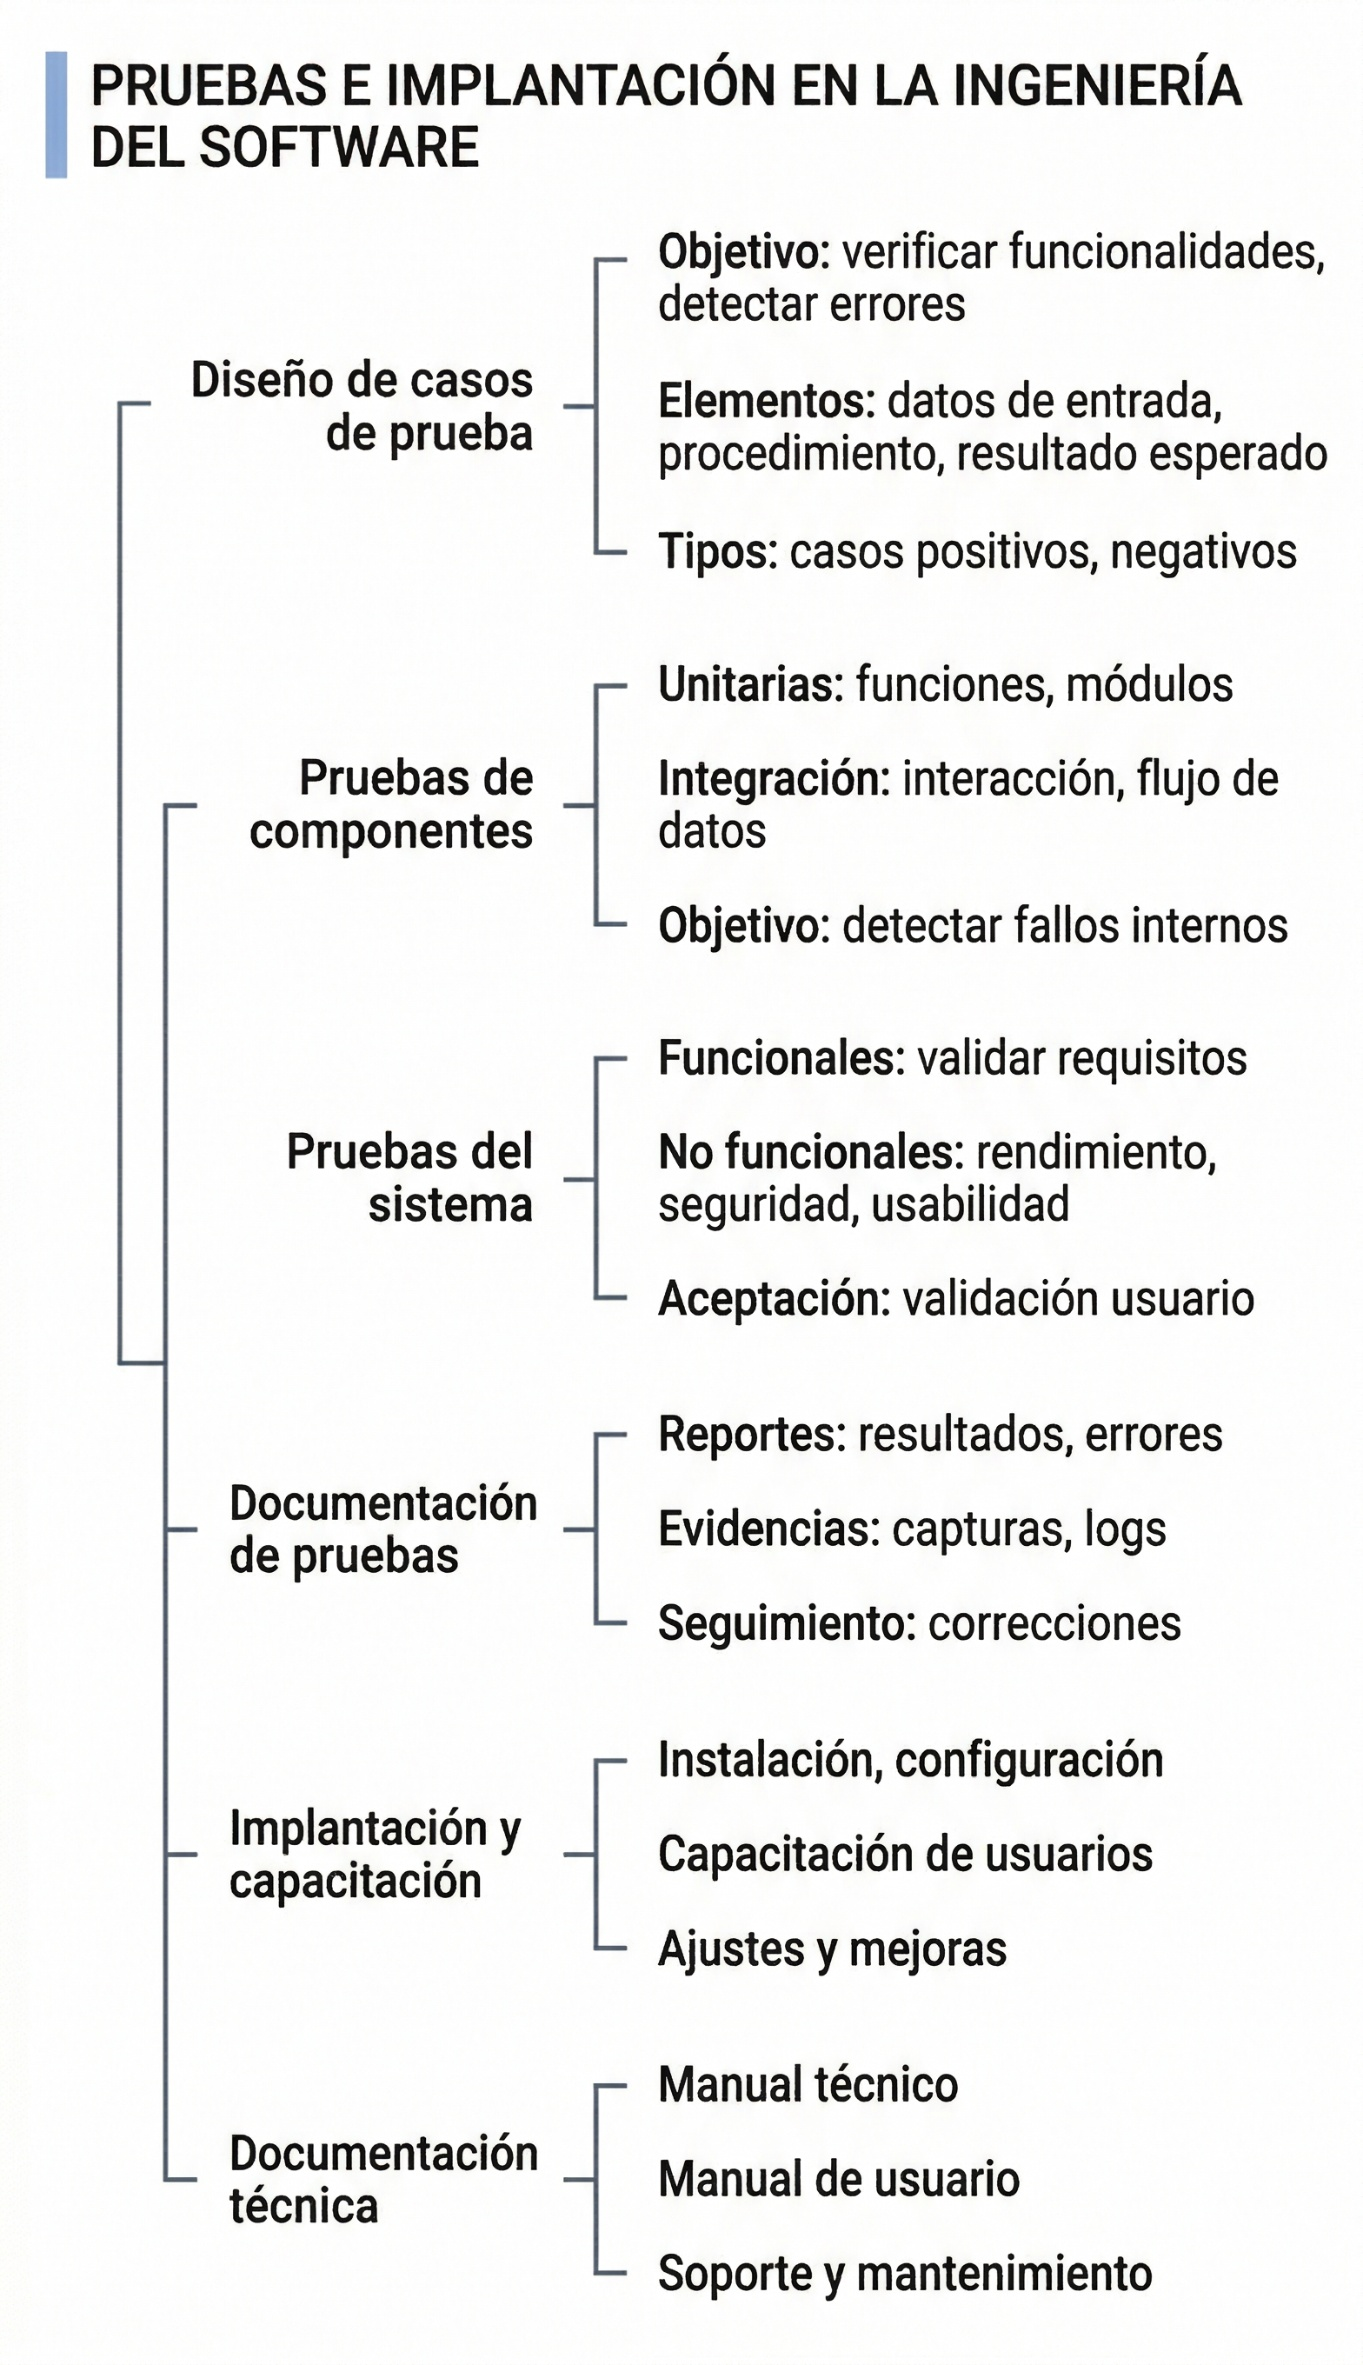 PRUEBAS E IMPLANTACIÓN EN LA INGENIERÍA
DEL SOFTWARE
Diseño de casos
de prueba
Objetivo: verificar funcionalidades,
detectar errores
Elementos: datos de entrada,
procedimiento, resultado esperado
Tipos: casos positivos, negativos
Pruebas de
componentes
Unitarias: funciones, módulos
Integración: interacción, flujo de
datos
Objetivo: detectar fallos internos
Pruebas del
sistema
Funcionales: validar requisitos
No funcionales: rendimiento,
seguridad, usabilidad
Aceptación: validación usuario
Documentación
de pruebas
Reportes: resultados, errores
Evidencias: capturas, logs
Seguimiento: correcciones
Implantación y
capacitación
Instalación, configuración
Capacitación de usuarios
Ajustes y mejoras
Documentación
técnica
Manual técnico
Manual de usuario
Soporte y mantenimiento